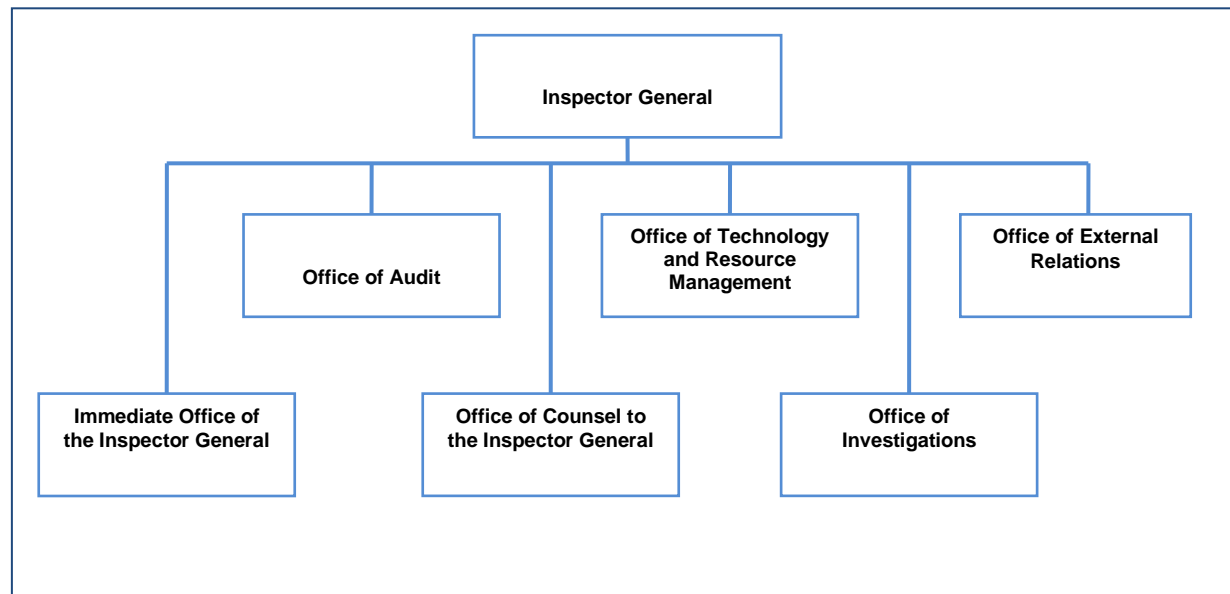 Inspector General
Office of Audit
Office of Technology
and Resource
Management
Office of External
Relations
Immediate Office of
the Inspector General
Office of Counsel to
the Inspector General
Office of
Investigations